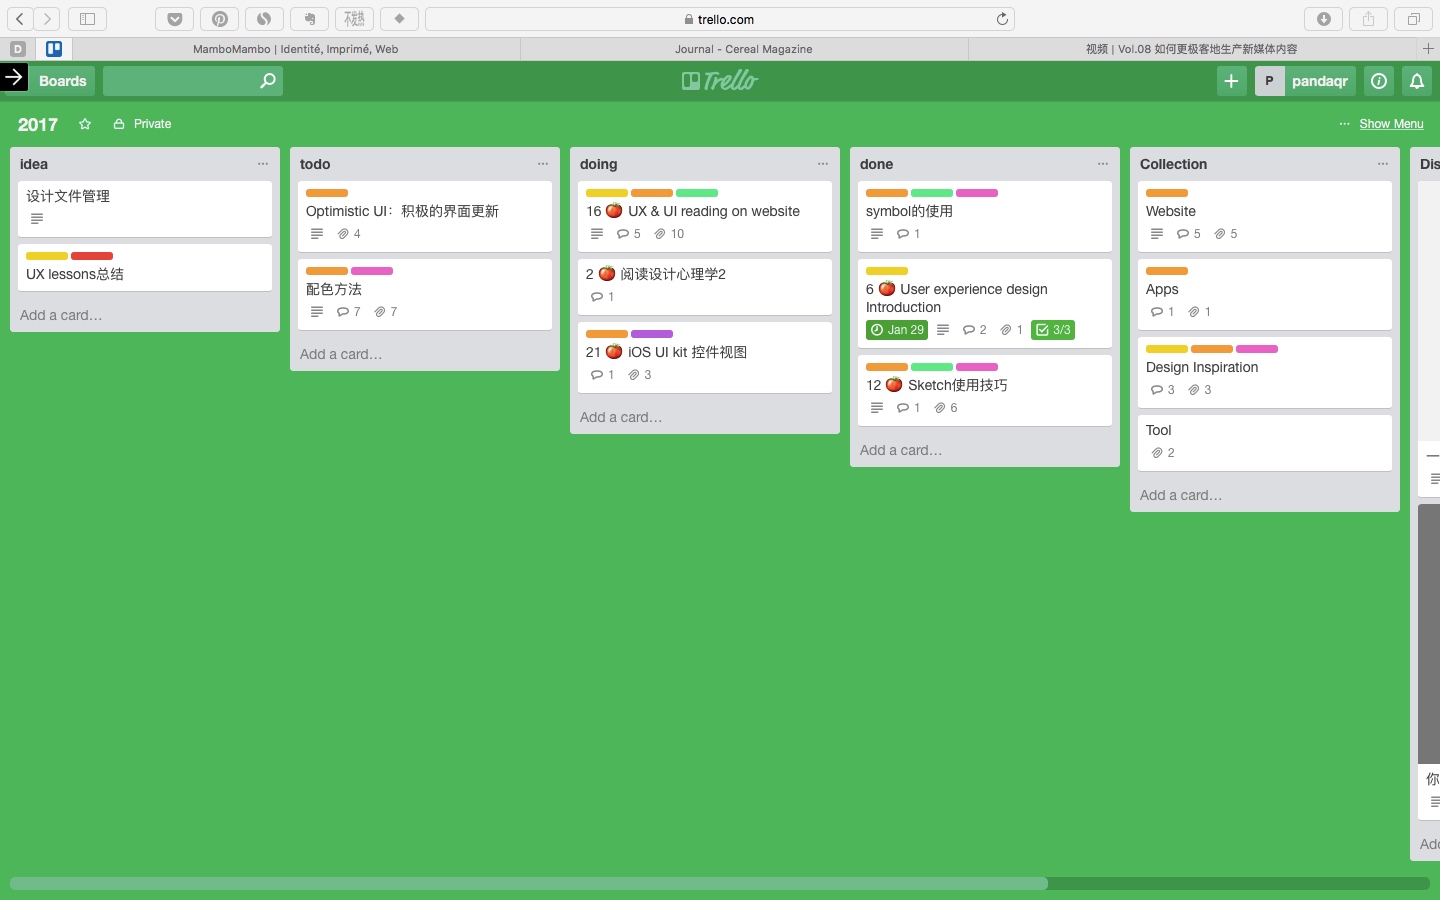 trello.com
不发热
D
MamboMambo | Identité, Imprimé, Web
Journal - Cereal Magazine
视频 | Vol.08 如何更极客地生产新媒体内容
Boards
Trello
P
pandaqr
2017
Private
Show Menu
idea
设计文件管理
UX lessons总结
Add a card…
todo
Optimistic UI：积极的界面更新
4
配色方法
7 7
Add a card…
doing
16 🍅 UX & UI reading on website
5 10
2 🍅 阅读设计心理学2
1
21 🍅 iOS UI kit 控件视图
1 3
Add a card…
done
symbol的使用
1
6 🍅 User experience design
Introduction
Jan 29 2 1 3/3
12 🍅 Sketch使用技巧
1 6
Add a card…
Collection
Website
5 5
Apps
1 1
Design Inspiration
3 3
Tool
2
Add a card…
Dis
一
你
Add